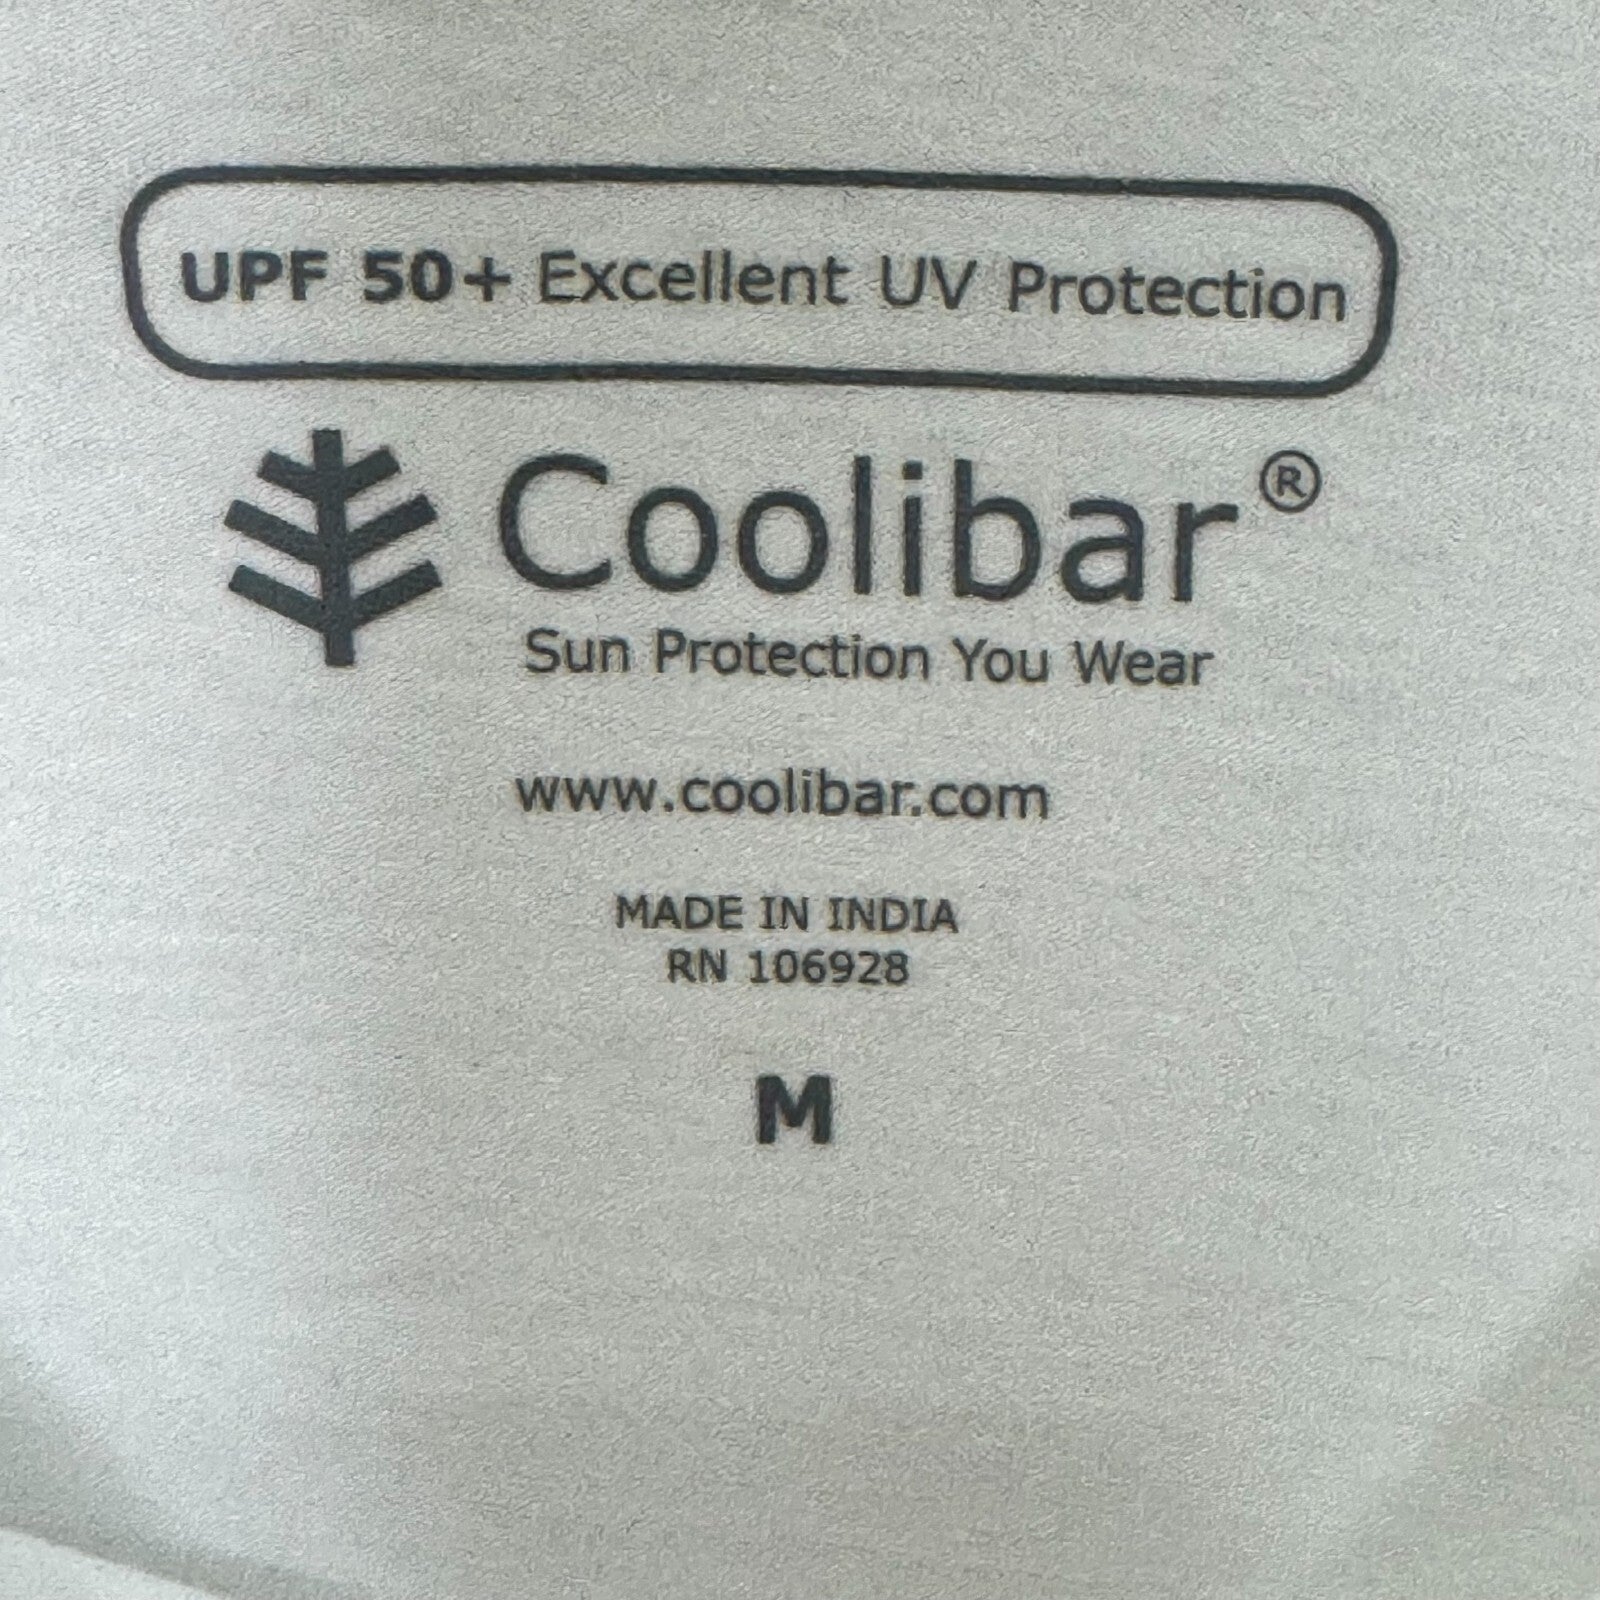 UPF 50+ Excellent UV Protection
Coolibar®
Sun Protection You Wear
www.coolibar.com
MADE IN INDIA
RN 106928
M